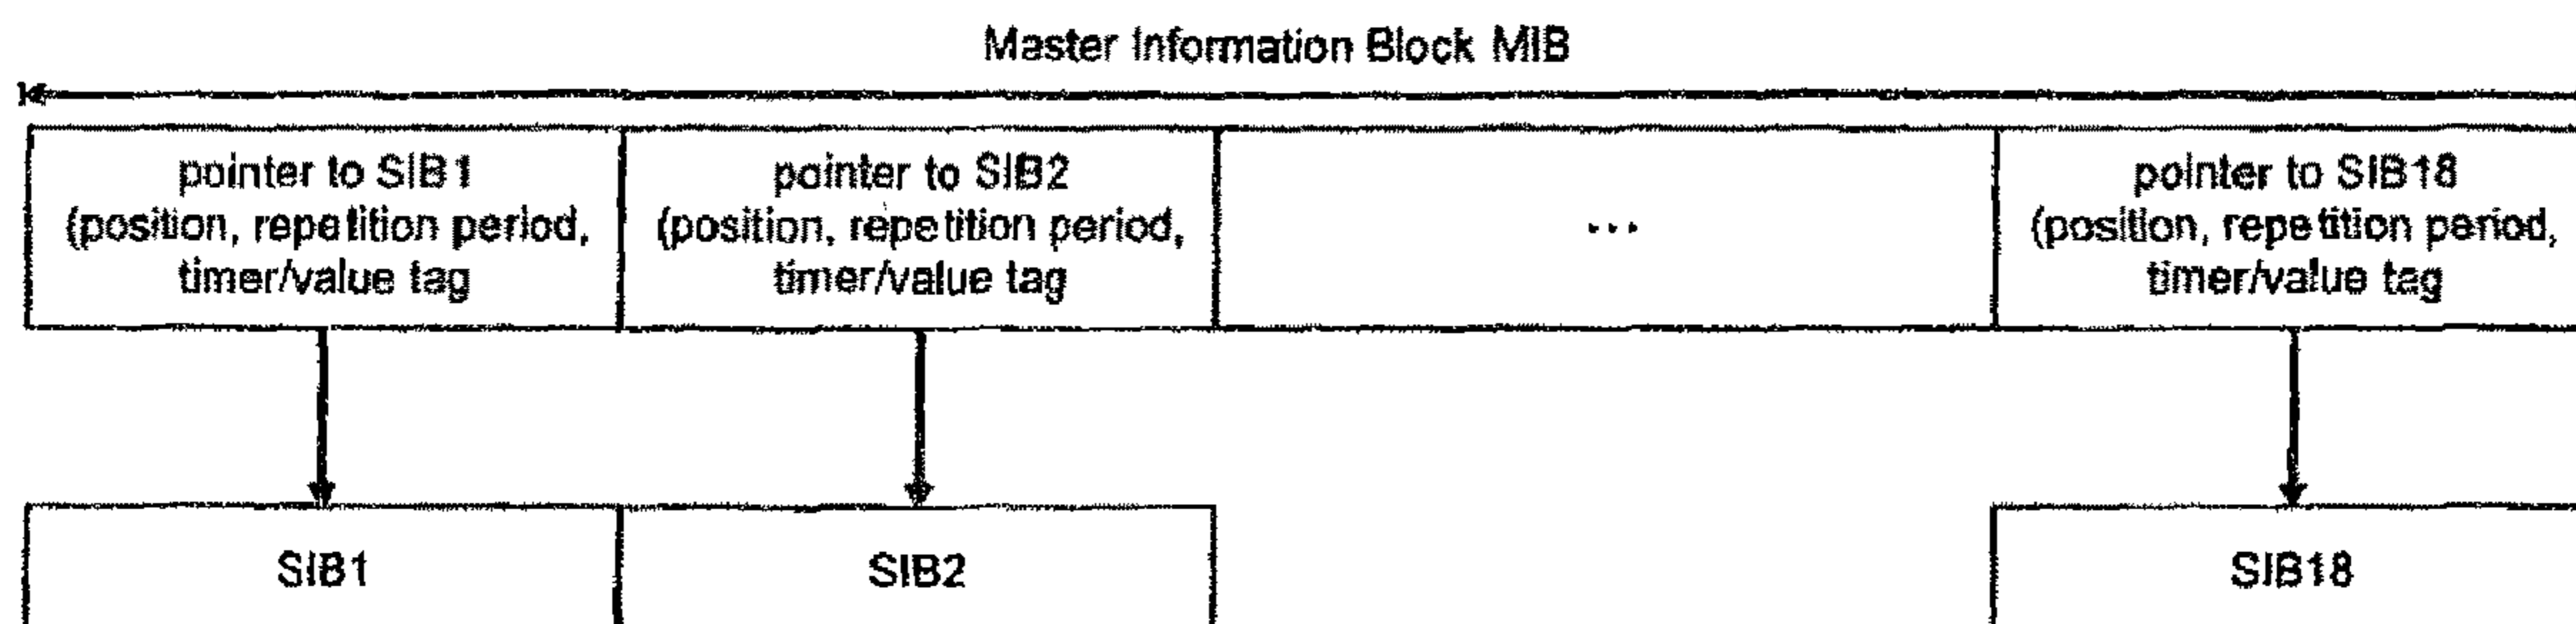 Master Information Block MIB
pointer to SIB1
(position, repetition period,
timer/value tag
pointer to SIB2
(position, repetition period,
timer/value tag
...
pointer to SIB18
(position, repetition period,
timer/value tag
SIB1
SIB2
SIB18